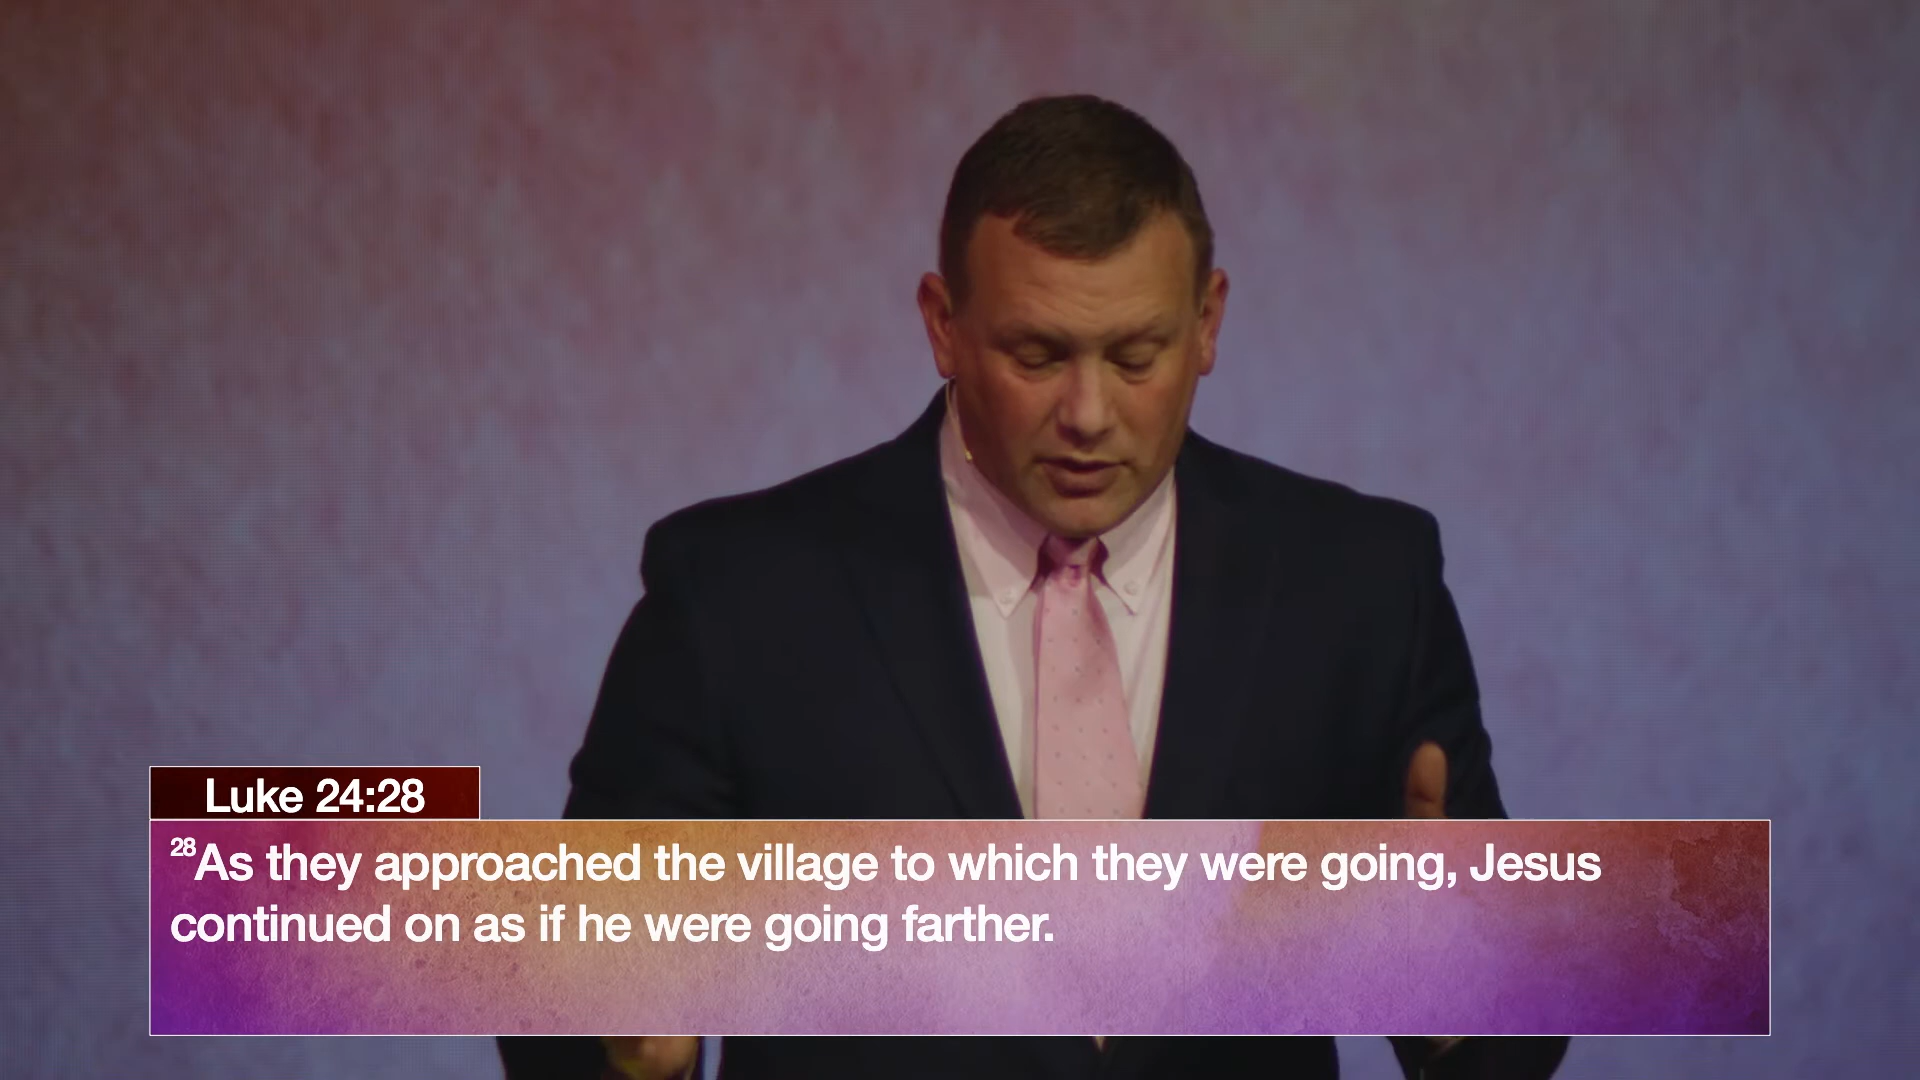 Luke 24:28
28As they approached the village to which they were going, Jesus
continued on as if he were going farther.